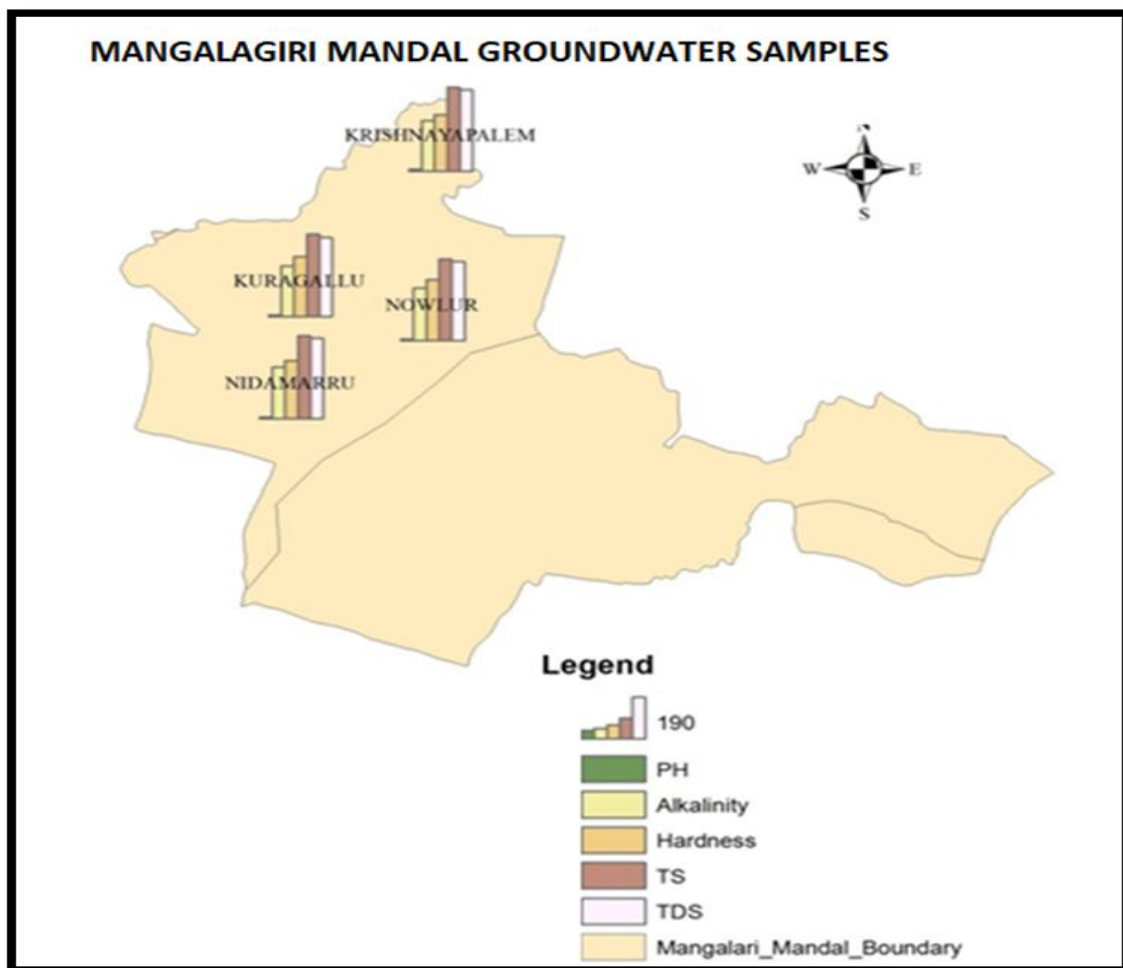 MANGALAGIRI MANDAL GROUNDWATER SAMPLES
KRISHNAYAPALEM
N
W E
S
KURAGALLU
NOWLUR
NIDAMARRU
Legend
190
PH
Alkalinity
Hardness
TS
TDS
Mangalari_Mandal_Boundary